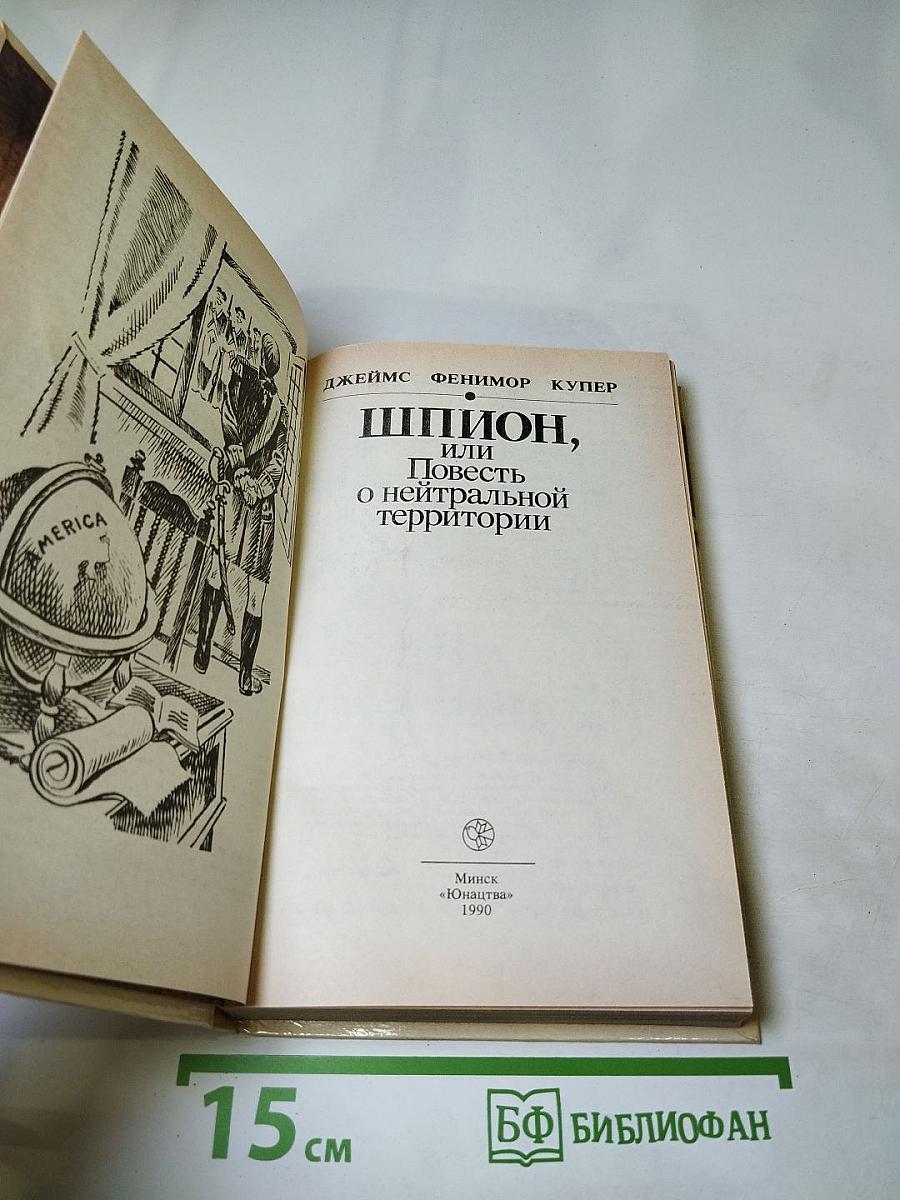 AMERICA
ДЖЕЙМС ФЕНИМОР КУПЕР
ШПИОН,
или
Повесть
о нейтральной
территории
Минск
«Юнацтва»
1990
15 см
БФ БИБЛИОФАН